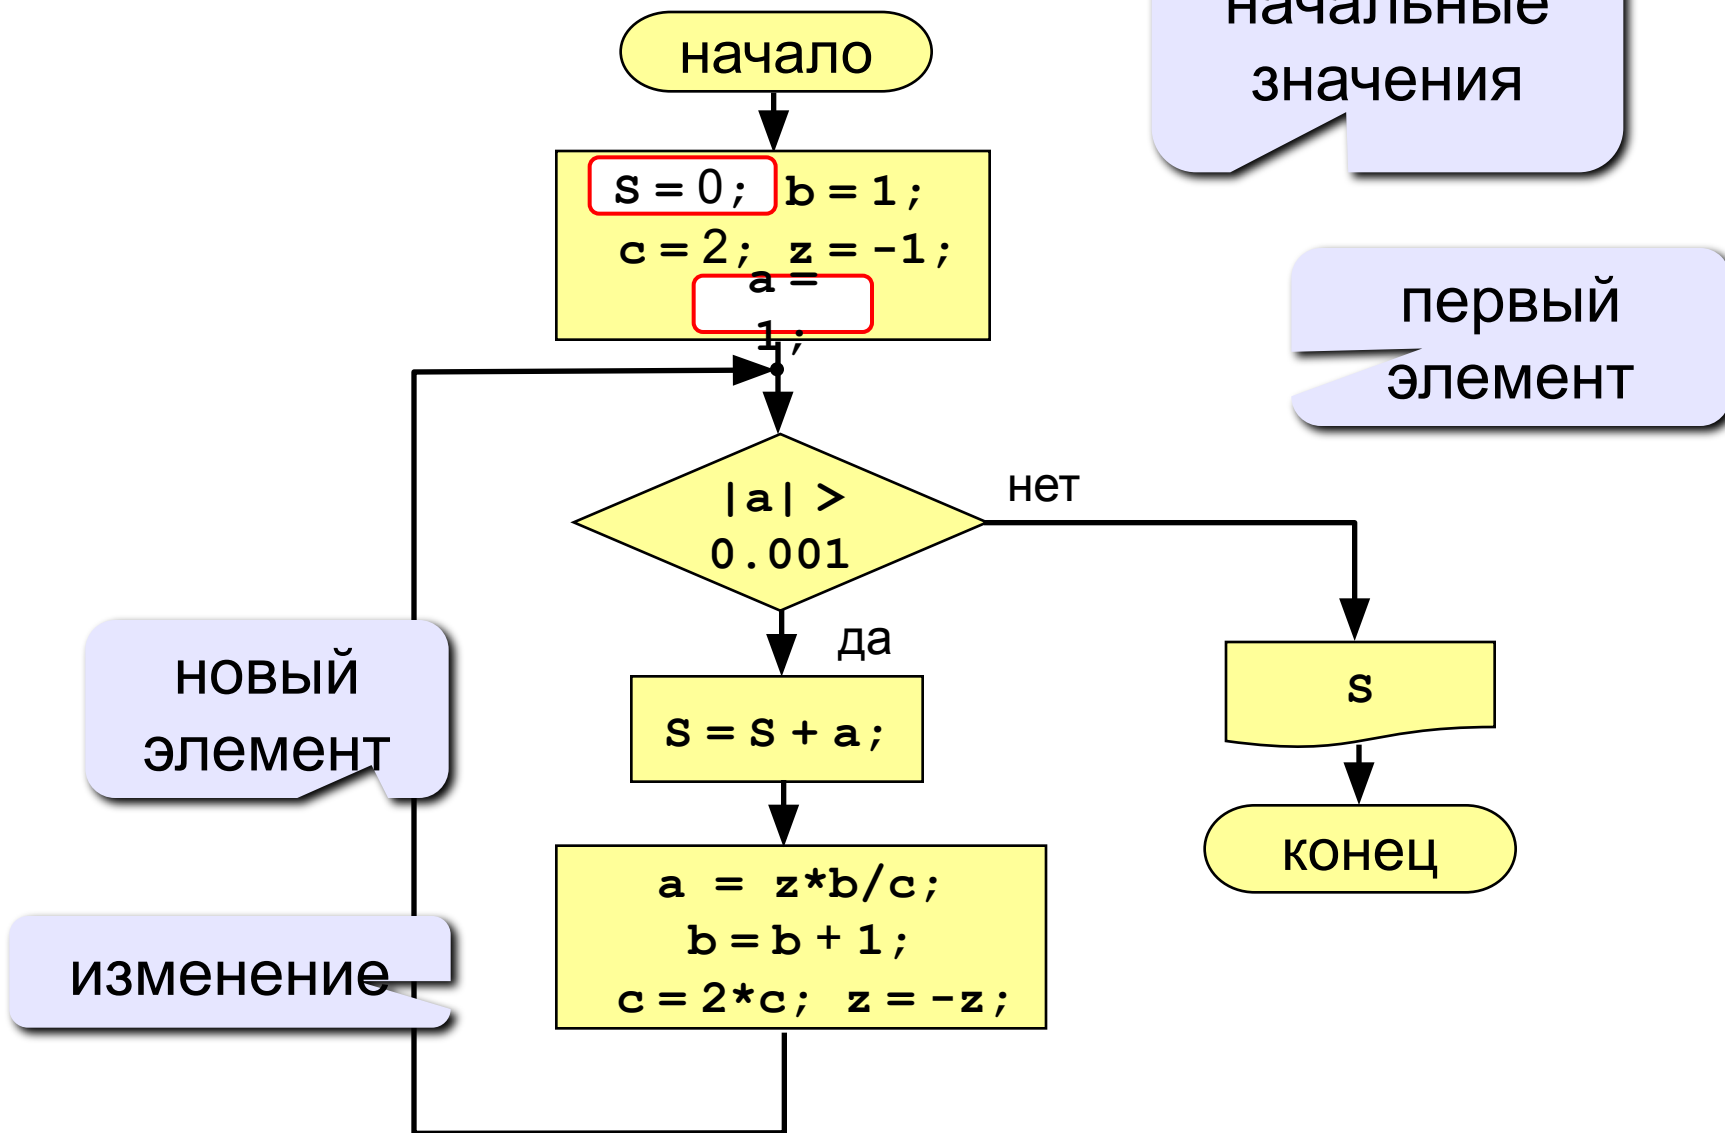 начальные
значения
начало
S = 0; b = 1;
c = 2; z = -1;
a =
1;
первый
элемент
|a| >
0.001
нет
да
новый
элемент
S = S + a;
S
конец
a = z*b/c;
b = b + 1;
c = 2*c; z = -z;
изменение